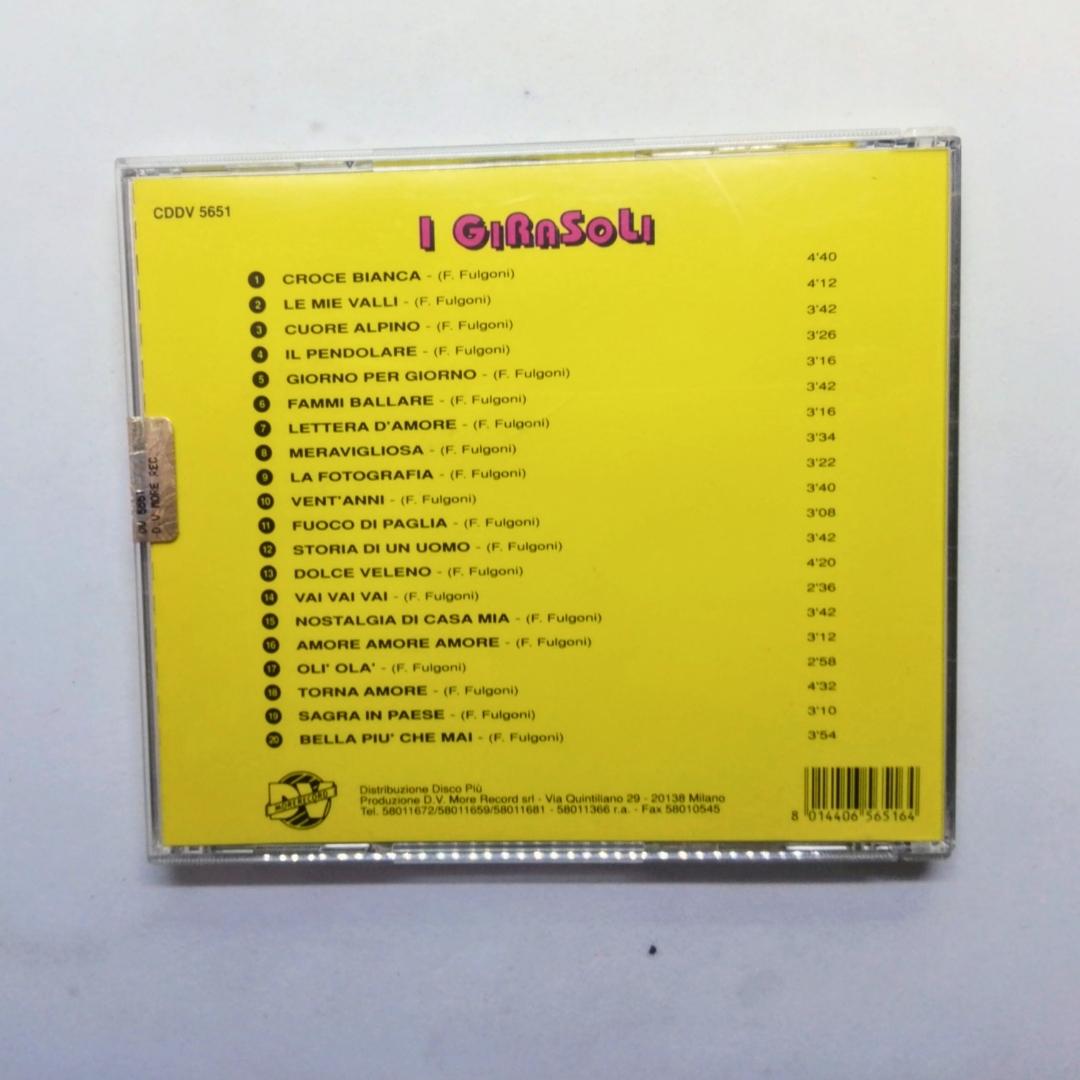 CDDV 5651
I GIRASOLI
1 CROCE BIANCA - (F. Fulgoni) 4'40
2 LE MIE VALLI - (F. Fulgoni) 4'12
3 CUORE ALPINO - (F. Fulgoni) 3'42
4 IL PENDOLARE - (F. Fulgoni) 3'26
5 GIORNO PER GIORNO - (F. Fulgoni) 3'16
6 FAMMI BALLARE - (F. Fulgoni) 3'42
7 LETTERA D'AMORE - (F. Fulgoni) 3'16
8 MERAVIGLIOSA - (F. Fulgoni) 3'34
9 LA FOTOGRAFIA - (F. Fulgoni) 3'22
10 VENT'ANNI - (F. Fulgoni) 3'40
11 FUOCO DI PAGLIA - (F. Fulgoni) 3'08
12 STORIA DI UN UOMO - (F. Fulgoni) 3'42
13 DOLCE VELENO - (F. Fulgoni) 4'20
14 VAI VAI VAI - (F. Fulgoni) 2'36
15 NOSTALGIA DI CASA MIA - (F. Fulgoni) 3'42
16 AMORE AMORE AMORE - (F. Fulgoni) 3'12
17 OLI' OLA' - (F. Fulgoni) 2'58
18 TORNA AMORE - (F. Fulgoni) 4'32
19 SAGRA IN PAESE - (F. Fulgoni) 3'10
20 BELLA PIU' CHE MAI - (F. Fulgoni) 3'54
DV 5651
D.V MORE REC
MORERECORD
Distribuzione Disco Più
Produzione D.V. More Record srl - Via Quintiliano 29 - 20138 Milano
Tel. 58011672/58011659/58011681 - 58011366 r.a. - Fax 58010545
8 014406 565164